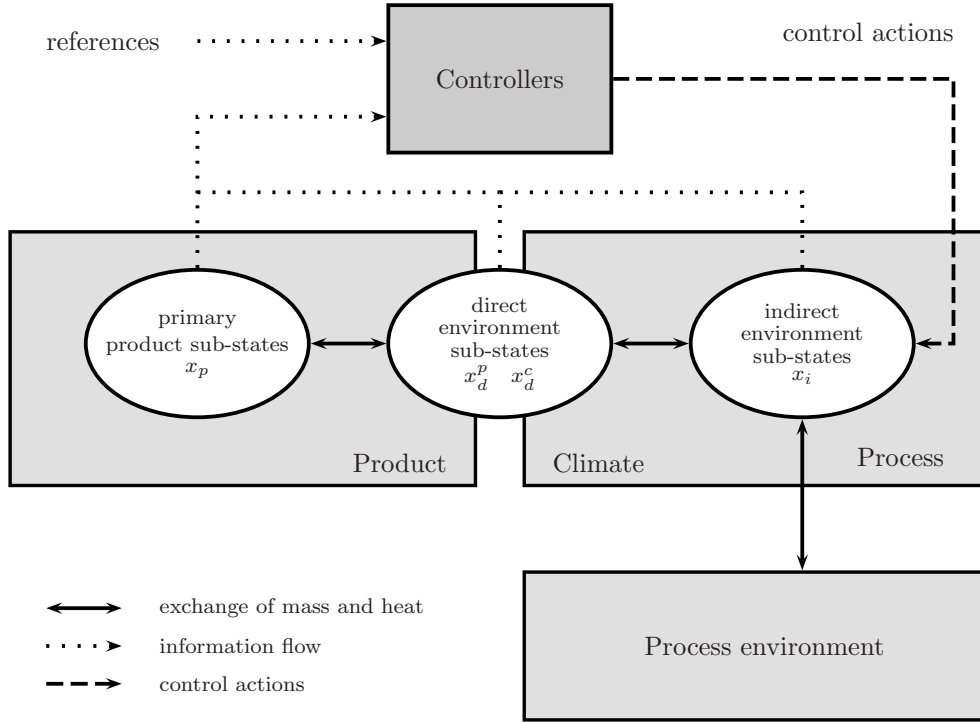 references
control actions
Controllers
primary
product sub-states
x_p
direct
environment
sub-states
x_d^p x_d^c
indirect
environment
sub-states
x_i
Product
Climate
Process
exchange of mass and heat
information flow
control actions
Process environment